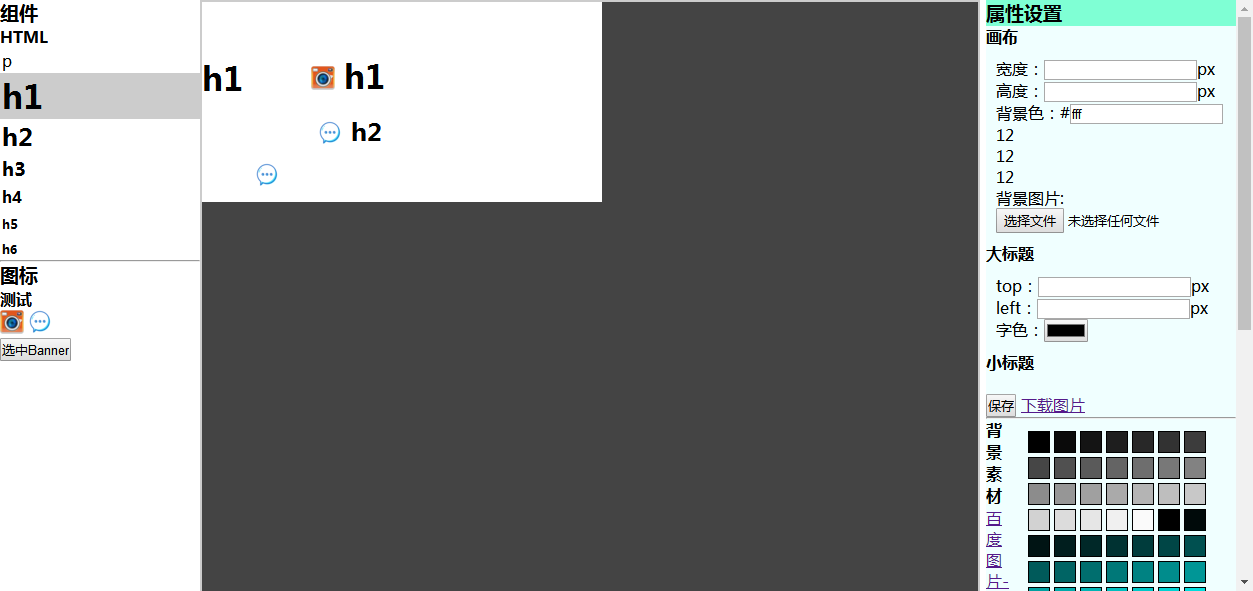 组件
HTML
p
h1
h2
h3
h4
h5
h6
图标
测试
选中Banner
h1
h1
h2
属性设置
画布
宽度：px
高度：px
背景色：#fff
12
12
12
背景图片:
选择文件 未选择任何文件
大标题
top：px
left：px
字色：
小标题
保存 下载图片
背
景
素
材
百
度
图
片-